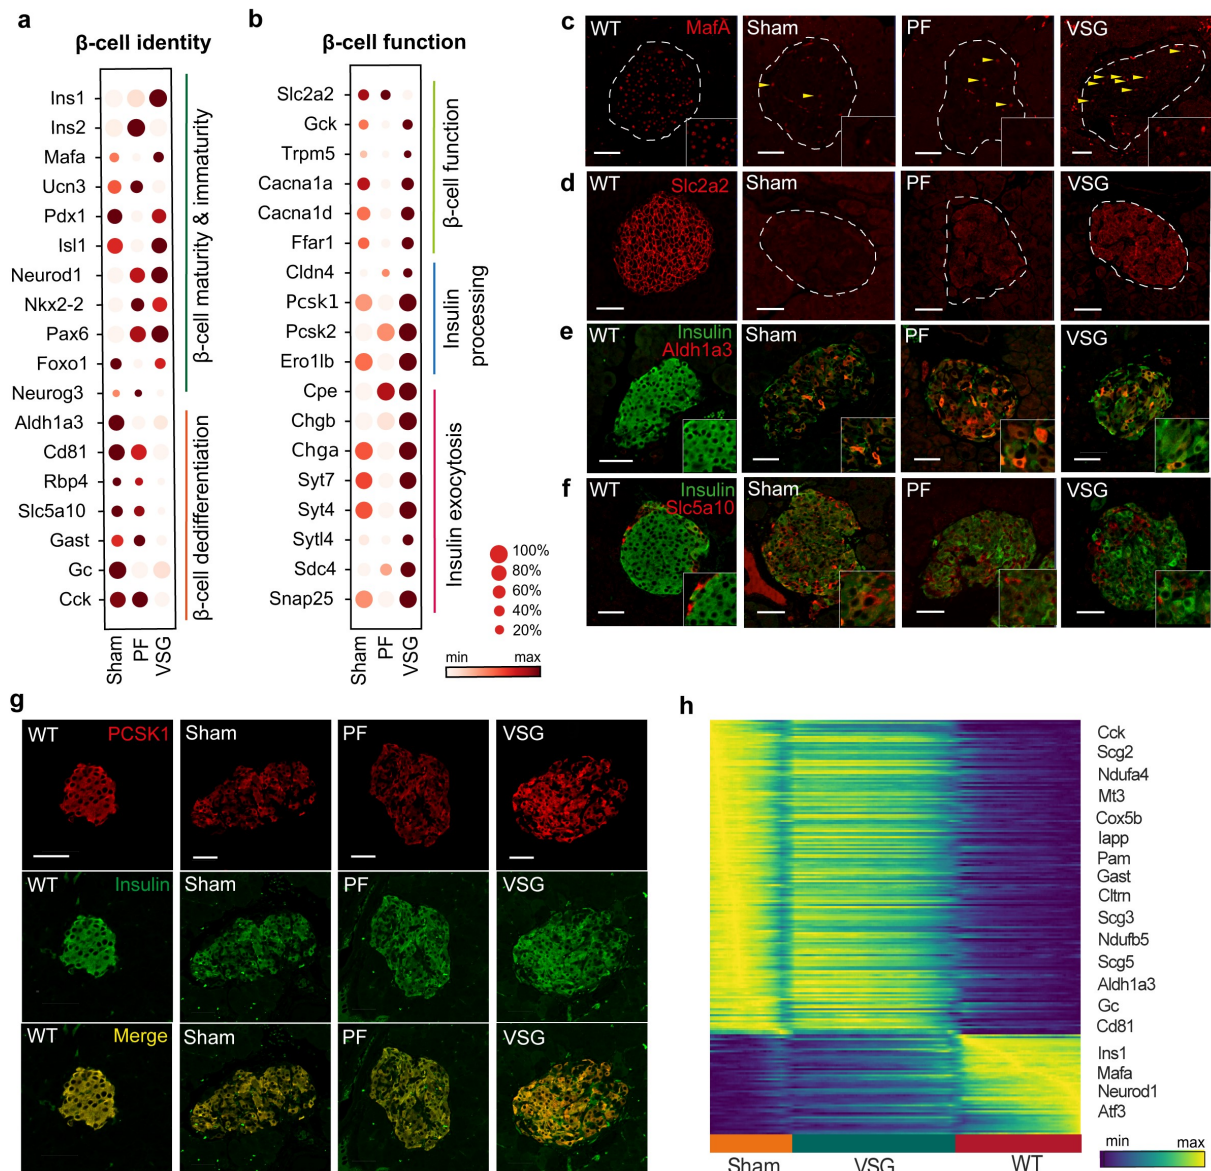 a
β-cell identity
Ins1
Ins2
Mafa
Ucn3
Pdx1
Isl1
Neurod1
Nkx2-2
Pax6
Foxo1
Neurog3
Aldh1a3
Cd81
Rbp4
Slc5a10
Gast
Gc
Cck
Sham
PF
VSG
β-cell maturity & immaturity
β-cell dedifferentiation
b
β-cell function
Slc2a2
Gck
Trpm5
Cacna1a
Cacna1d
Ffar1
Cldn4
Pcsk1
Pcsk2
Ero1lb
Cpe
Chgb
Chga
Syt7
Syt4
Sytl4
Sdc4
Snap25
Sham
PF
VSG
β-cell function
Insulin
processing
Insulin exocytosis
100%
80%
60%
40%
20%
min max
c
WT MafA Sham PF VSG
d
WT Slc2a2 Sham PF VSG
e
WT Insulin Sham PF VSG
Aldh1a3
f
WT Insulin Sham PF VSG
Slc5a10
g
WT PCSK1 Sham PF VSG
WT Insulin Sham PF VSG
WT Merge Sham PF VSG
h
Cck
Scg2
Ndufa4
Mt3
Cox5b
Iapp
Pam
Gast
Cltrn
Scg3
Ndufb5
Scg5
Aldh1a3
Gc
Cd81
Ins1
Mafa
Neurod1
Atf3
Sham VSG WT
min max